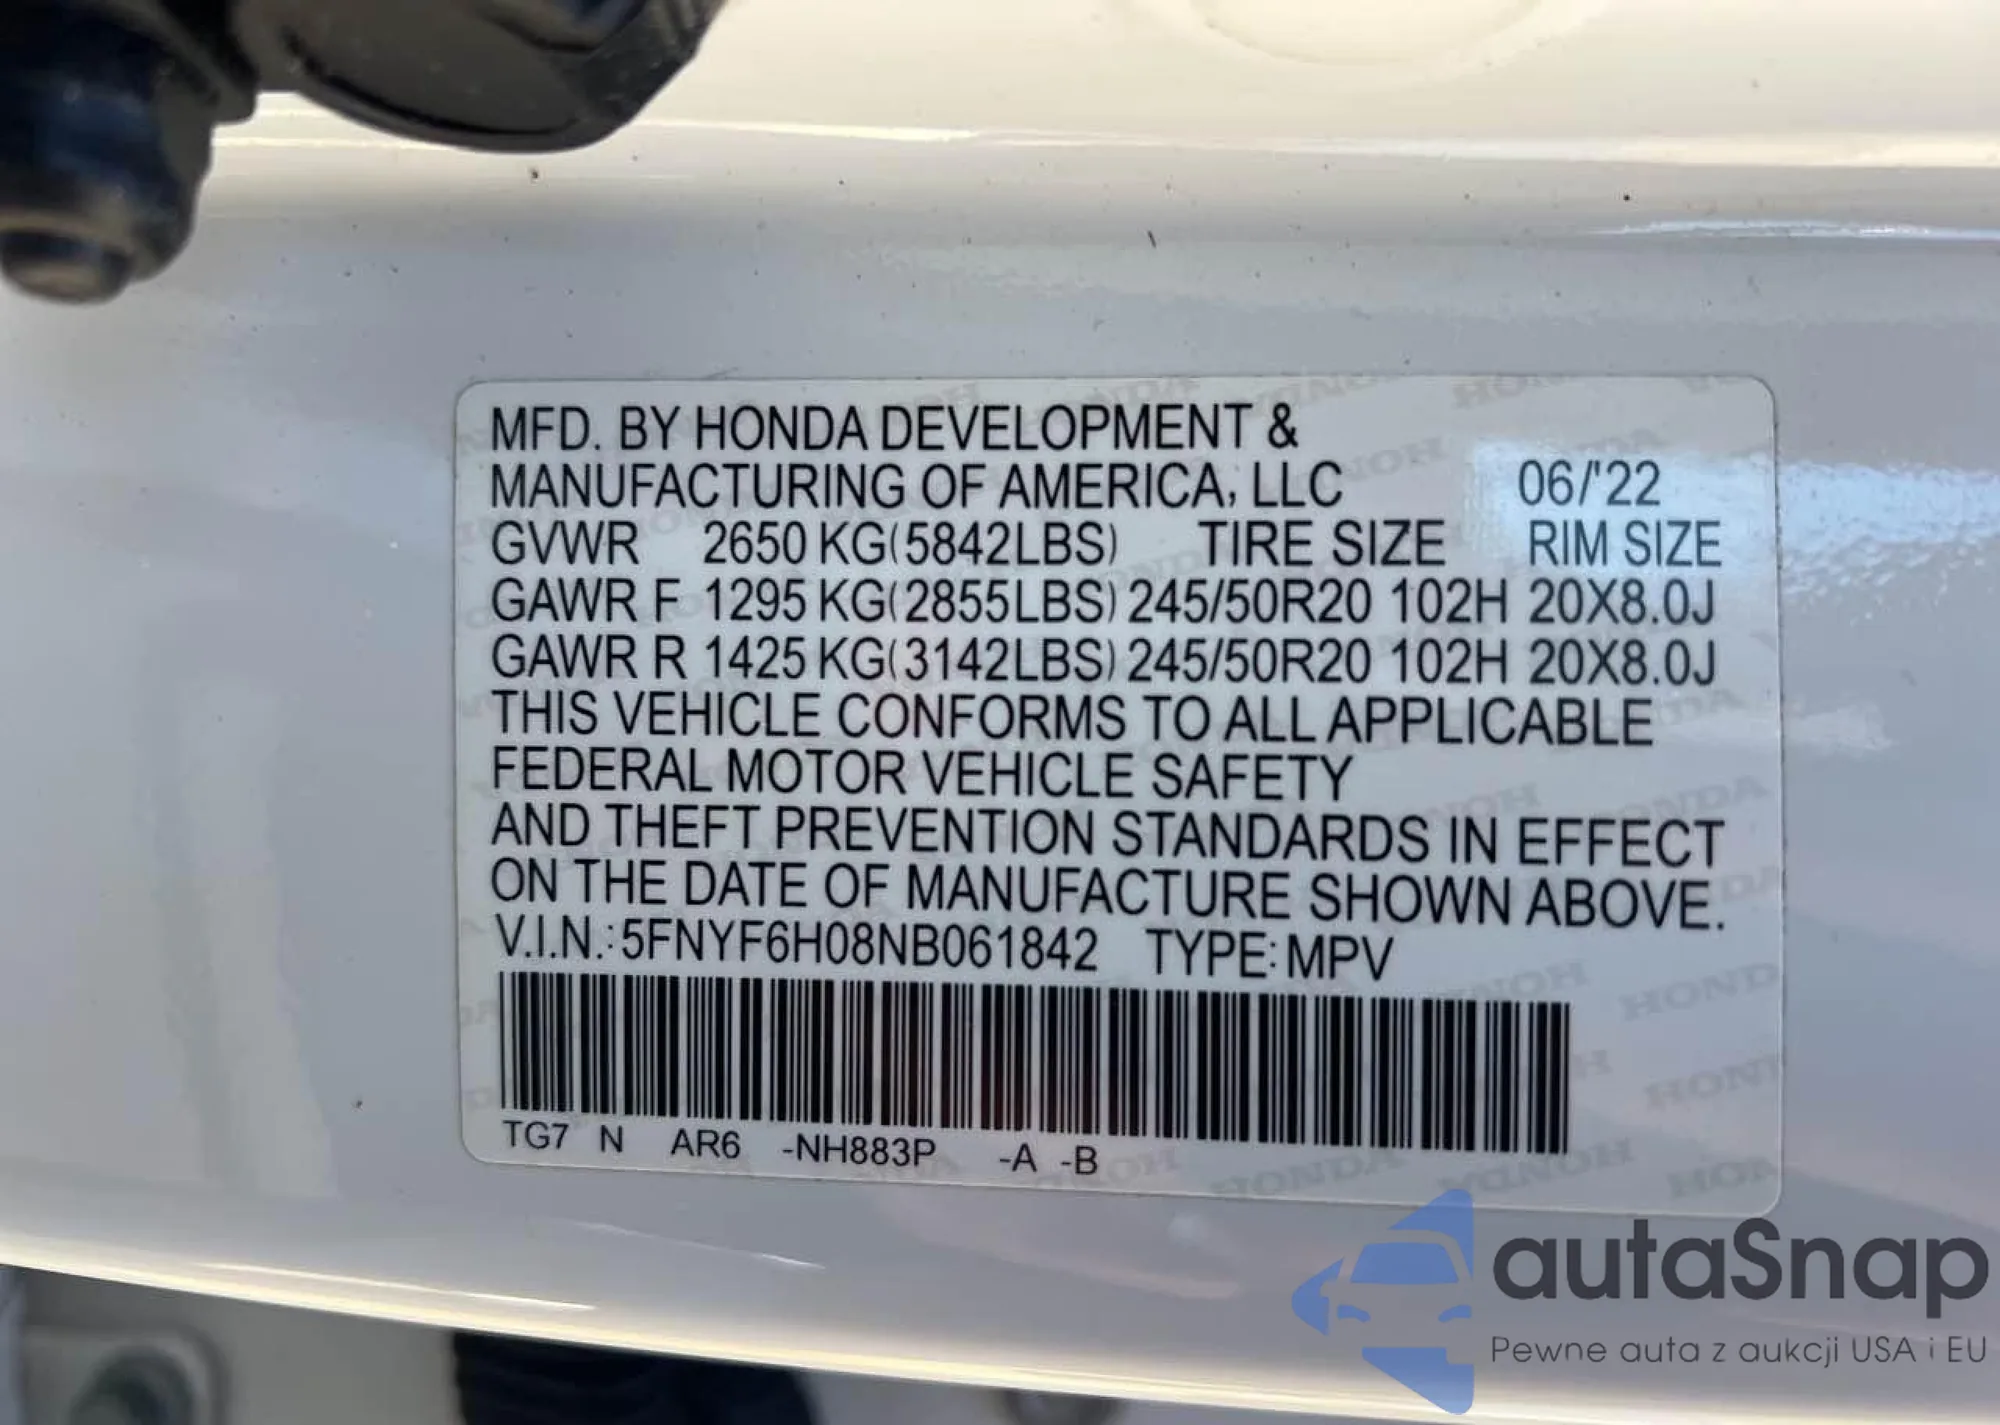 MFD. BY HONDA DEVELOPMENT &
MANUFACTURING OF AMERICA, LLC 06/'22
GVWR 2650 KG(5842LBS) TIRE SIZE RIM SIZE
GAWR F 1295 KG(2855LBS) 245/50R20 102H 20X8.0J
GAWR R 1425 KG(3142LBS) 245/50R20 102H 20X8.0J
THIS VEHICLE CONFORMS TO ALL APPLICABLE
FEDERAL MOTOR VEHICLE SAFETY
AND THEFT PREVENTION STANDARDS IN EFFECT
ON THE DATE OF MANUFACTURE SHOWN ABOVE.
V.I.N.:5FNYF6H08NB061842 TYPE:MPV
TG7 N AR6 -NH883P -A -B
autaSnap
Pewne auta z aukcji USA i EU